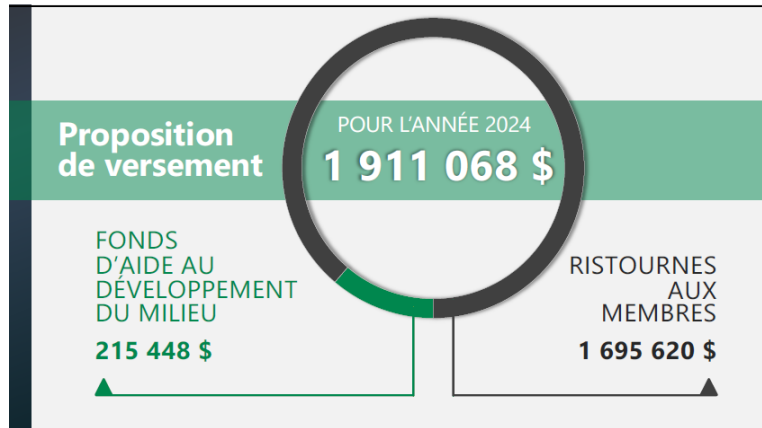 Proposition
de versement
POUR L'ANNÉE 2024
1 911 068 $
FONDS
D'AIDE AU
DÉVELOPPEMENT
DU MILIEU
215 448 $
RISTOURNES
AUX
MEMBRES
1 695 620 $